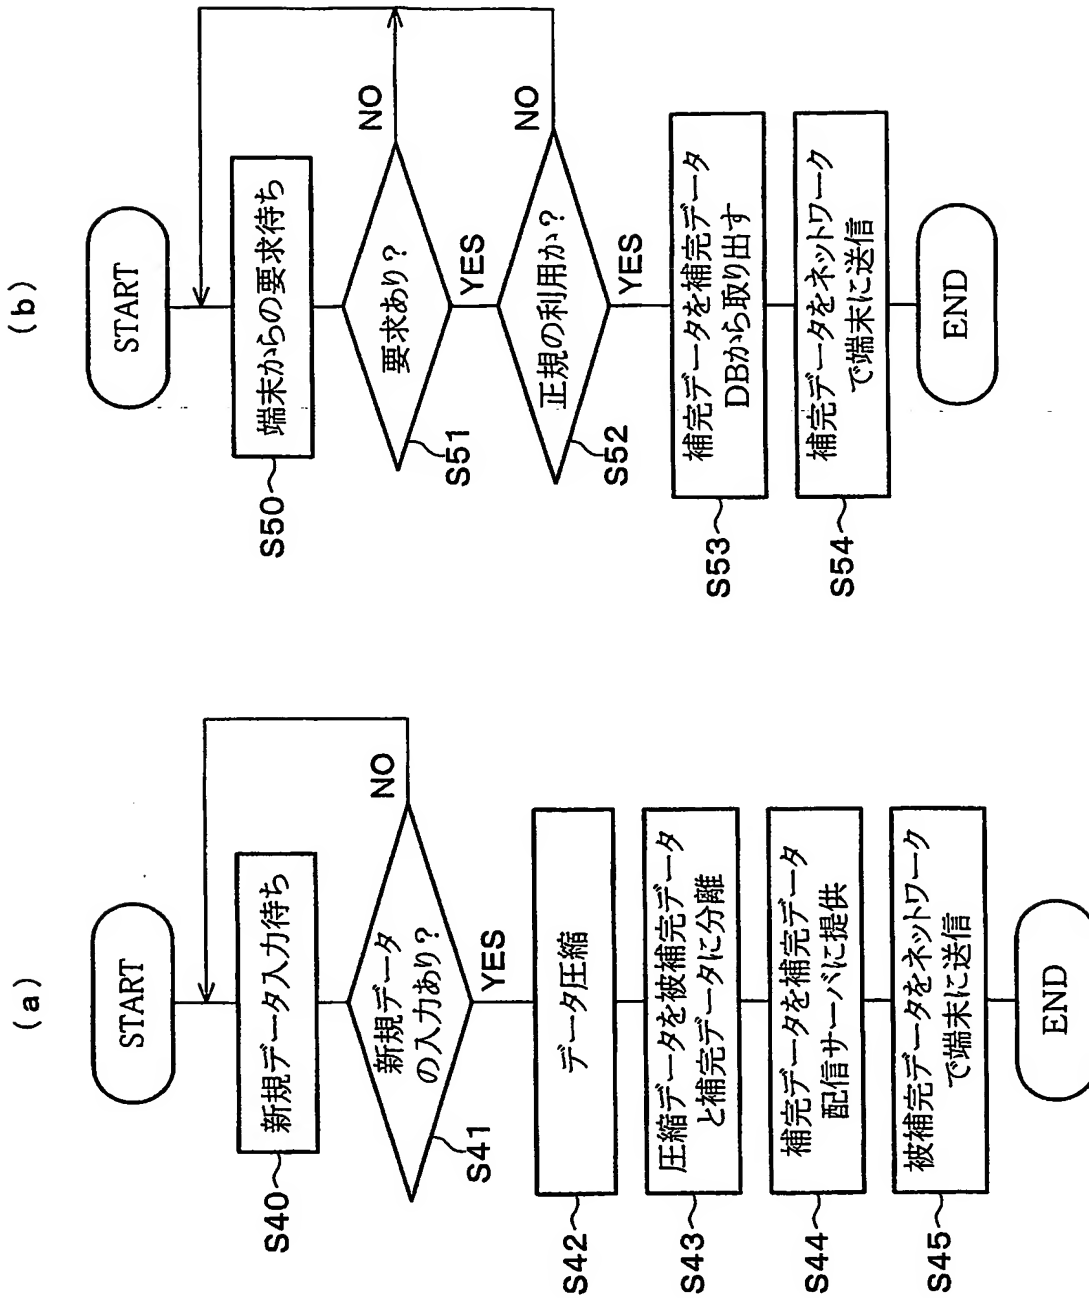 (a)
START
新規データ入力待ち
S40
新規データ
の入力あり?
NO
S41
YES
データ圧縮
S42
圧縮データを被補完データ
と補完データに分離
S43
補完データを補完データ
配信サーバに提供
S44
被補完データをネットワーク
で端末に送信
S45
END
(b)
START
端末からの要求待ち
S50
要求あり?
NO
S51
YES
正規の利用か?
NO
S52
YES
補完データを補完データ
DBから取り出す
S53
補完データをネットワーク
で端末に送信
S54
END